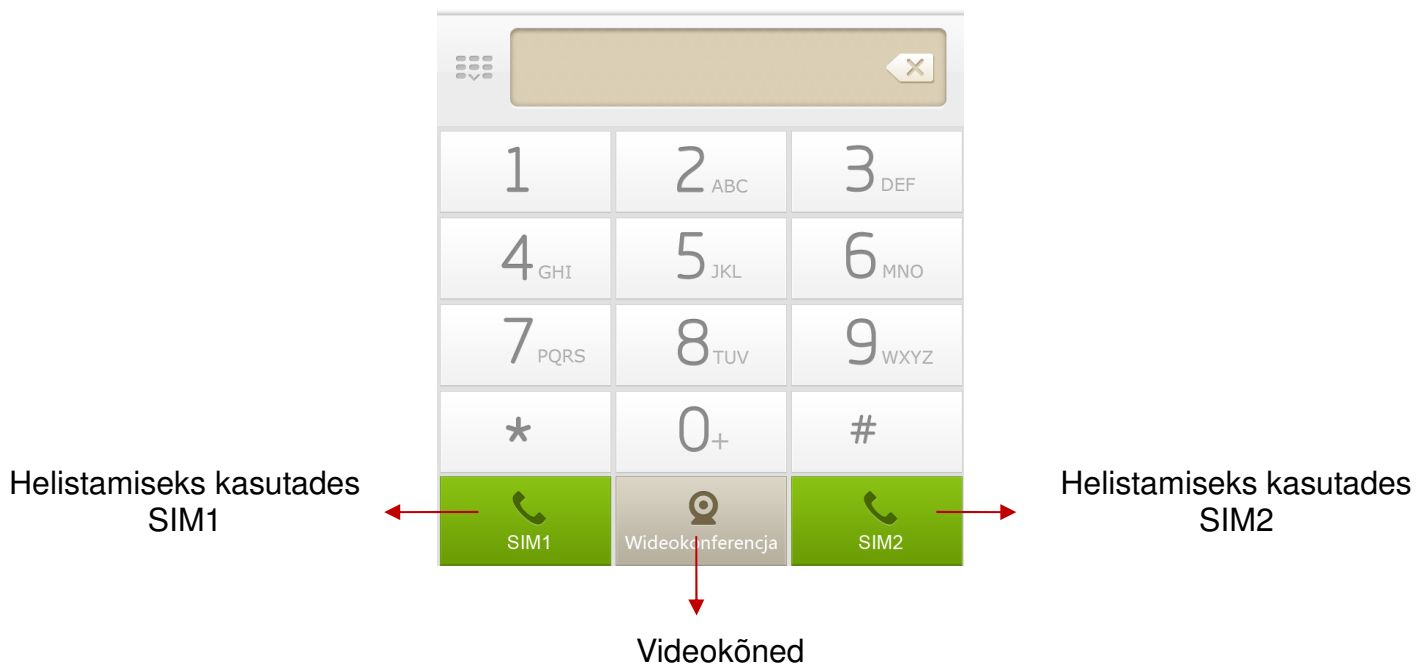 1
2 ABC
3 DEF
4 GHI
5 JKL
6 MNO
7 PQRS
8 TUV
9 WXYZ
*
0 +
#
Helistamiseks kasutades
SIM1
SIM1
Wideokonferencja
SIM2
Helistamiseks kasutades
SIM2
Videokõned